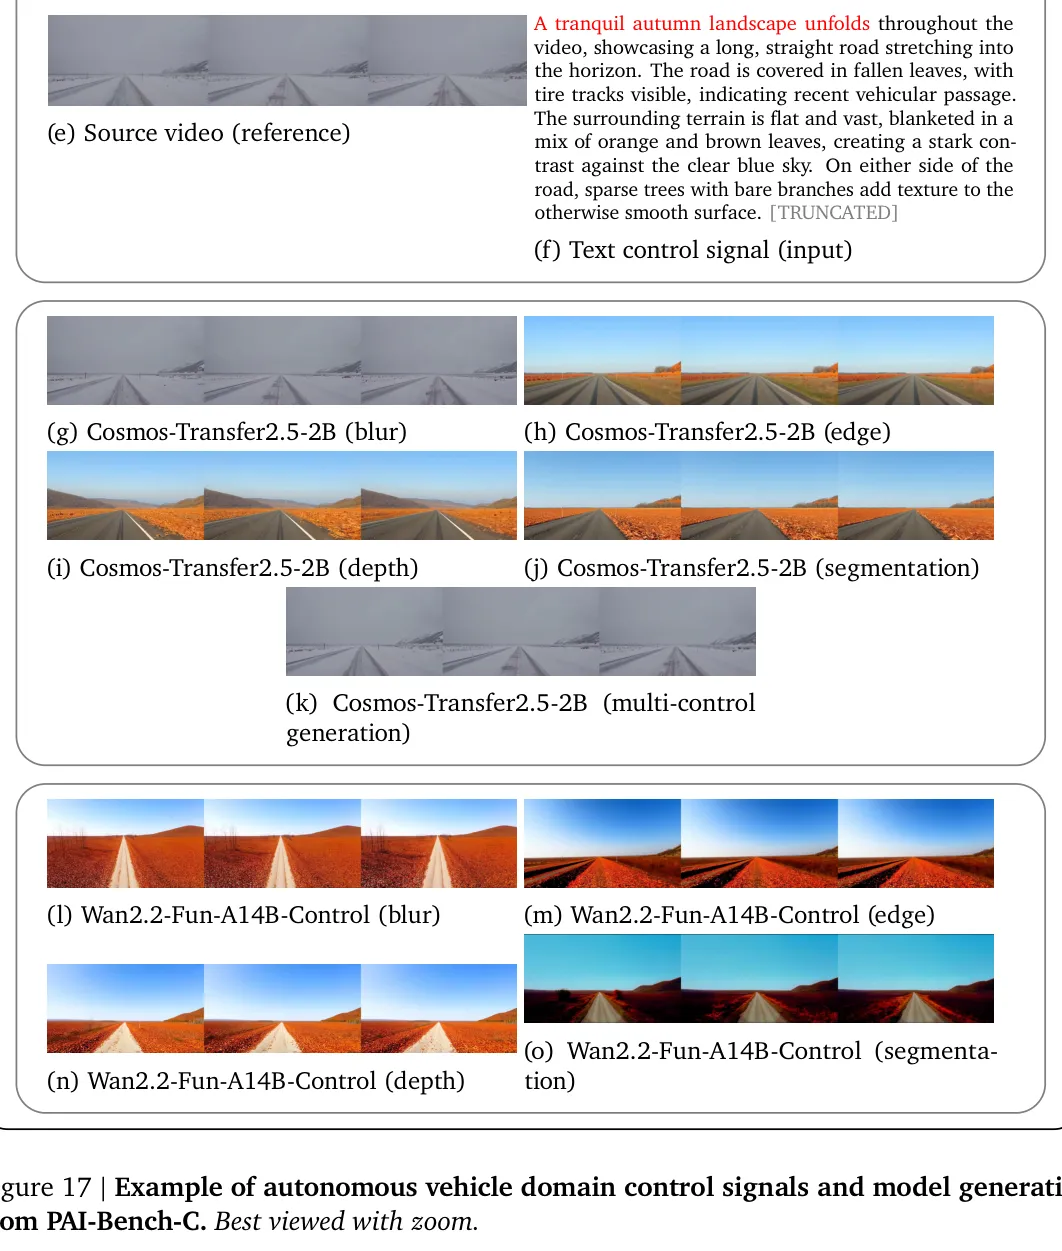 A tranquil autumn landscape unfolds throughout the
video, showcasing a long, straight road stretching into
the horizon. The road is covered in fallen leaves, with
tire tracks visible, indicating recent vehicular passage.
The surrounding terrain is flat and vast, blanketed in a
mix of orange and brown leaves, creating a stark con-
trast against the clear blue sky. On either side of the
road, sparse trees with bare branches add texture to the
otherwise smooth surface. [TRUNCATED]
(e) Source video (reference)
(f) Text control signal (input)
(g) Cosmos-Transfer2.5-2B (blur)
(h) Cosmos-Transfer2.5-2B (edge)
(i) Cosmos-Transfer2.5-2B (depth)
(j) Cosmos-Transfer2.5-2B (segmentation)
(k) Cosmos-Transfer2.5-2B (multi-control
generation)
(l) Wan2.2-Fun-A14B-Control (blur)
(m) Wan2.2-Fun-A14B-Control (edge)
(n) Wan2.2-Fun-A14B-Control (depth)
(o) Wan2.2-Fun-A14B-Control (segmenta-
tion)
gure 17 | Example of autonomous vehicle domain control signals and model generati
om PAI-Bench-C. Best viewed with zoom.